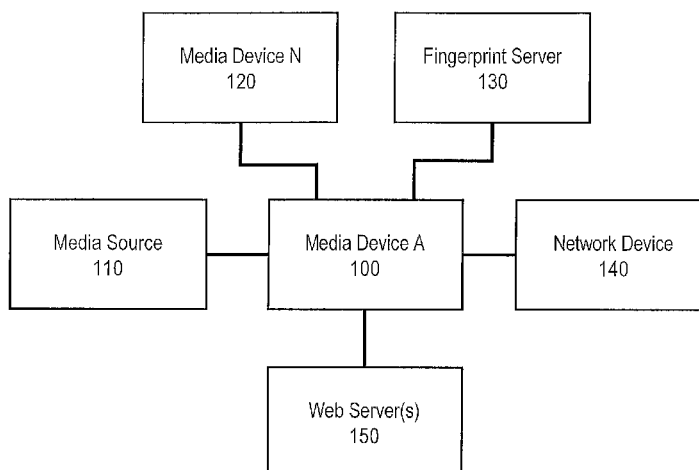 Media Device N
120
Fingerprint Server
130
Media Source
110
Media Device A
100
Network Device
140
Web Server(s)
150